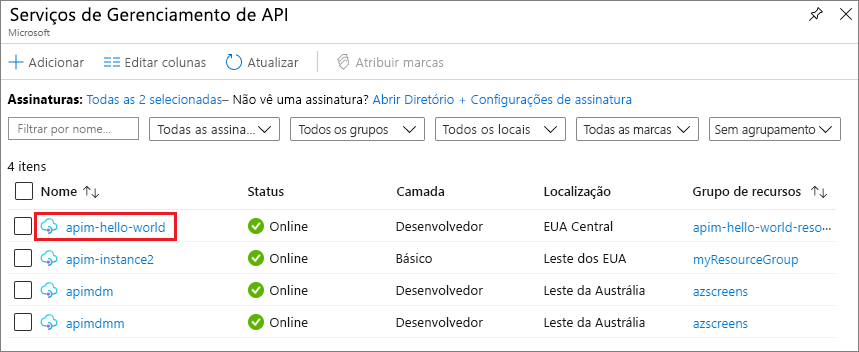 Serviços de Gerenciamento de API
Microsoft
+ Adicionar Editar colunas Atualizar Atribuir marcas
Assinaturas: Todas as 2 selecionadas– Não vê uma assinatura? Abrir Diretório + Configurações de assinatura
Filtrar por nome... Todas as assina... Todos os grupos Todos os locais Todas as marcas Sem agrupamento
4 itens
Nome ↑↓ Status Camada Localização Grupo de recursos ↑↓
apim-hello-world Online Desenvolvedor EUA Central apim-hello-world-reso...
apim-instance2 Online Básico Leste dos EUA myResourceGroup
apimdm Online Desenvolvedor Leste da Austrália azscreens
apimdmm Online Desenvolvedor Leste da Austrália azscreens